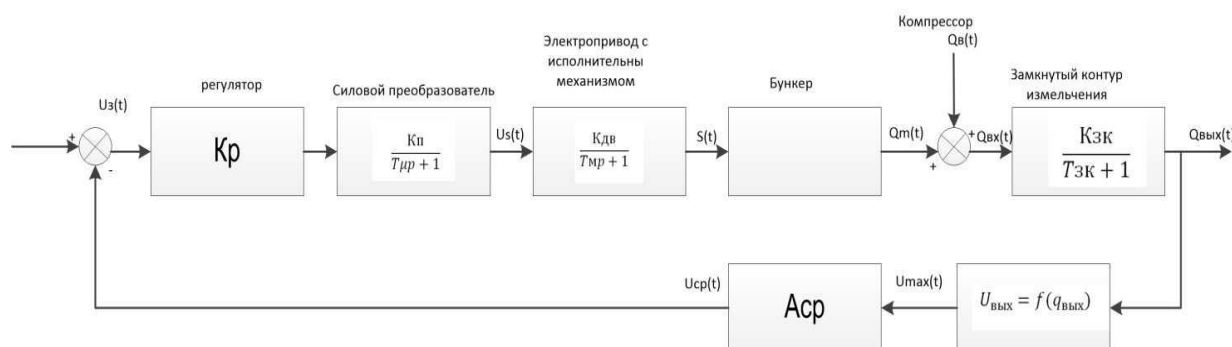 Компрессор
Qв(t)
Электропривод с
исполнительны
механизмом
Бункер
Замкнутый контур
измельчения
регулятор
Силовой преобразователь
Uз(t)
+
-
Кр
Кп
Tμp + 1
Us(t)
Кдв
Tмp + 1
S(t)
Qm(t)
+
+
Qвх(t)
Кзк
Tзк + 1
Qвых(t)
Uср(t)
Аср
Umax(t)
Uвых = f(qвых)